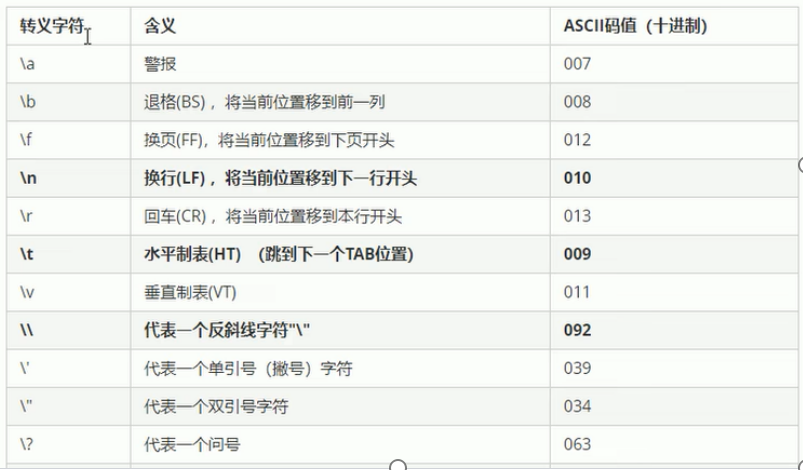 转义字符 含义 ASCII码值（十进制）
\a 警报 007
\b 退格(BS) ，将当前位置移到前一列 008
\f 换页(FF)，将当前位置移到下页开头 012
\n 换行(LF) ，将当前位置移到下一行开头 010
\r 回车(CR) ，将当前位置移到本行开头 013
\t 水平制表(HT) （跳到下一个TAB位置） 009
\v 垂直制表(VT) 011
\\ 代表一个反斜线字符"\" 092
\' 代表一个单引号（撇号）字符 039
\" 代表一个双引号字符 034
\? 代表一个问号 063